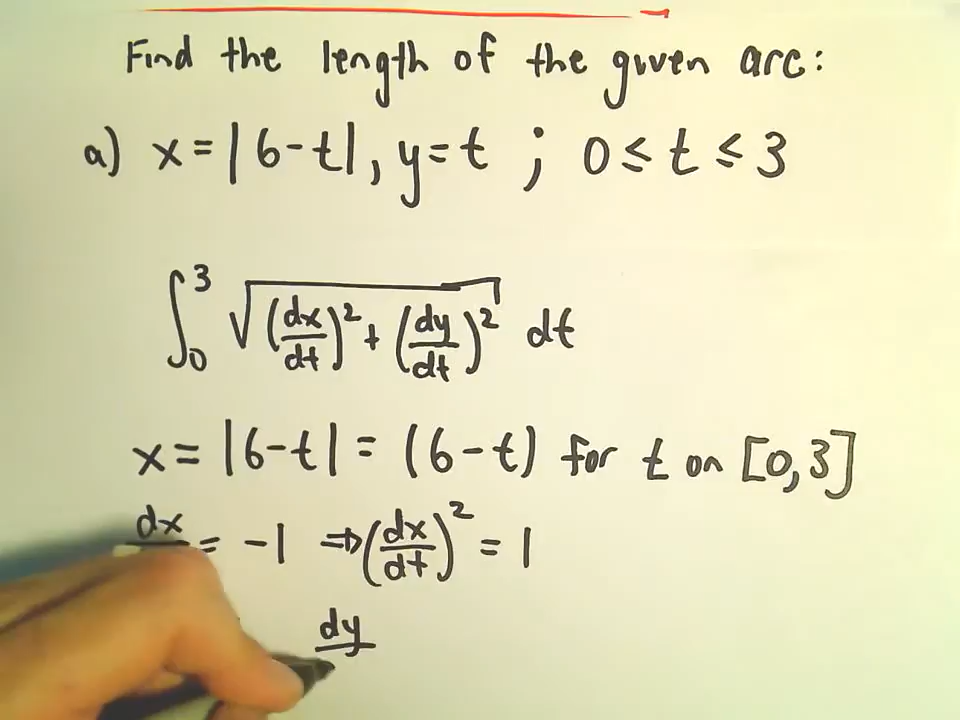 Find the length of the given arc:
a) x = |6-t|, y = t ; 0 ≤ t ≤ 3
∫₀³ √((dx/dt)² + (dy/dt)²) dt
x = |6-t| = (6-t) for t on [0,3]
dx = -1 ⇒ (dx/dt)² = 1
dy